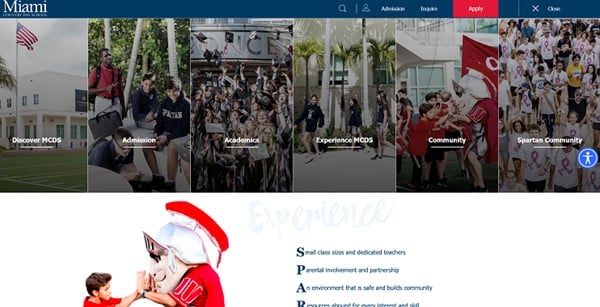 Miami
COUNTRY DAY SCHOOL
Admission
Inquire
Apply
Close
Discover MCDS
Admission
Academics
Experience MCDS
Community
Spartan Community
SPARTAN
Experience
Small class sizes and dedicated teachers
Parental involvement and partnership
An environment that is safe and builds community
Resources abound for every interest and skill